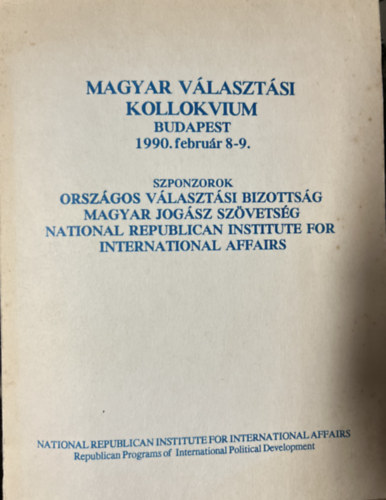 MAGYAR VÁLASZTÁSI
KOLLOKVIUM
BUDAPEST
1990. február 8-9.
SZPONZOROK
ORSZÁGOS VÁLASZTÁSI BIZOTTSÁG
MAGYAR JOGÁSZ SZÖVETSÉG
NATIONAL REPUBLICAN INSTITUTE FOR
INTERNATIONAL AFFAIRS
NATIONAL REPUBLICAN INSTITUTE FOR INTERNATIONAL AFFAIRS
Republican Programs of International Political Development